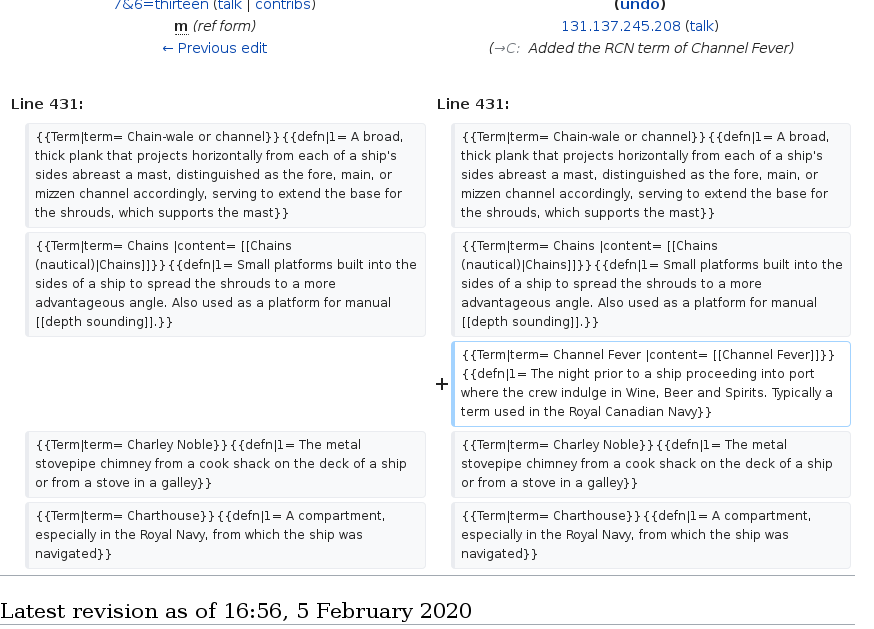 7&6=thirteen (talk | contribs)
m (ref form)
← Previous edit
(undo)
131.137.245.208 (talk)
(→C: Added the RCN term of Channel Fever)
Line 431:
{{Term|term= Chain-wale or channel}}{{defn|1= A broad,
thick plank that projects horizontally from each of a ship's
sides abreast a mast, distinguished as the fore, main, or
mizzen channel accordingly, serving to extend the base for
the shrouds, which supports the mast}}
{{Term|term= Chains |content= [[Chains
(nautical)|Chains]]}}{{defn|1= Small platforms built into the
sides of a ship to spread the shrouds to a more
advantageous angle. Also used as a platform for manual
[[depth sounding]].}}
{{Term|term= Charley Noble}}{{defn|1= The metal
stovepipe chimney from a cook shack on the deck of a ship
or from a stove in a galley}}
{{Term|term= Charthouse}}{{defn|1= A compartment,
especially in the Royal Navy, from which the ship was
navigated}}
Line 431:
{{Term|term= Chain-wale or channel}}{{defn|1= A broad,
thick plank that projects horizontally from each of a ship's
sides abreast a mast, distinguished as the fore, main, or
mizzen channel accordingly, serving to extend the base for
the shrouds, which supports the mast}}
{{Term|term= Chains |content= [[Chains
(nautical)|Chains]]}}{{defn|1= Small platforms built into the
sides of a ship to spread the shrouds to a more
advantageous angle. Also used as a platform for manual
[[depth sounding]].}}
+
{{Term|term= Channel Fever |content= [[Channel Fever]]}}
{{defn|1= The night prior to a ship proceeding into port
where the crew indulge in Wine, Beer and Spirits. Typically a
term used in the Royal Canadian Navy}}
{{Term|term= Charley Noble}}{{defn|1= The metal
stovepipe chimney from a cook shack on the deck of a ship
or from a stove in a galley}}
{{Term|term= Charthouse}}{{defn|1= A compartment,
especially in the Royal Navy, from which the ship was
navigated}}
Latest revision as of 16:56, 5 February 2020